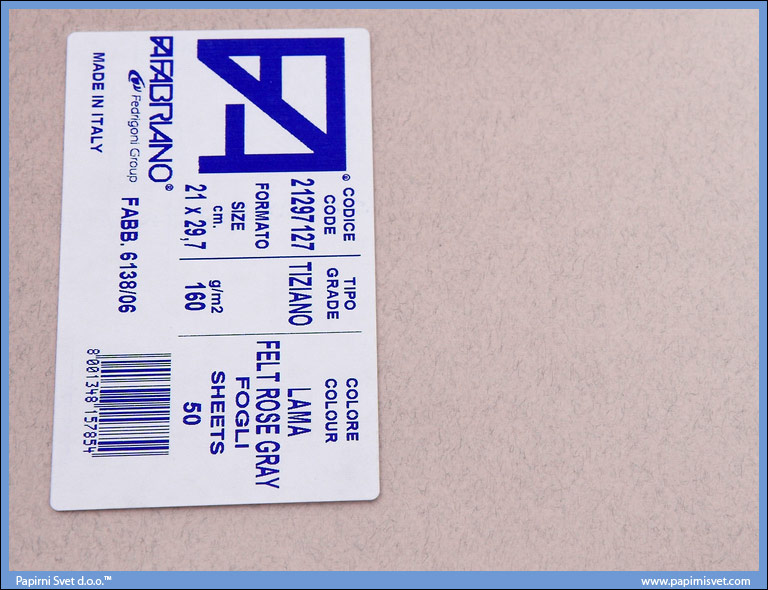 FA
FABRIANO®
Fedrigoni Group
MADE IN ITALY
CODICE
CODE
21297127
TIPO
GRADE
TIZIANO
COLORE
COLOUR
LAMA
FELT ROSE GRAY
FORMATO
SIZE
cm.
21 x 29,7
g/m2
160
FOGLI
SHEETS
50
FABB. 6138/06
8 001348 157854
Papirni Svet d.o.o.™
www.papirnisvet.com